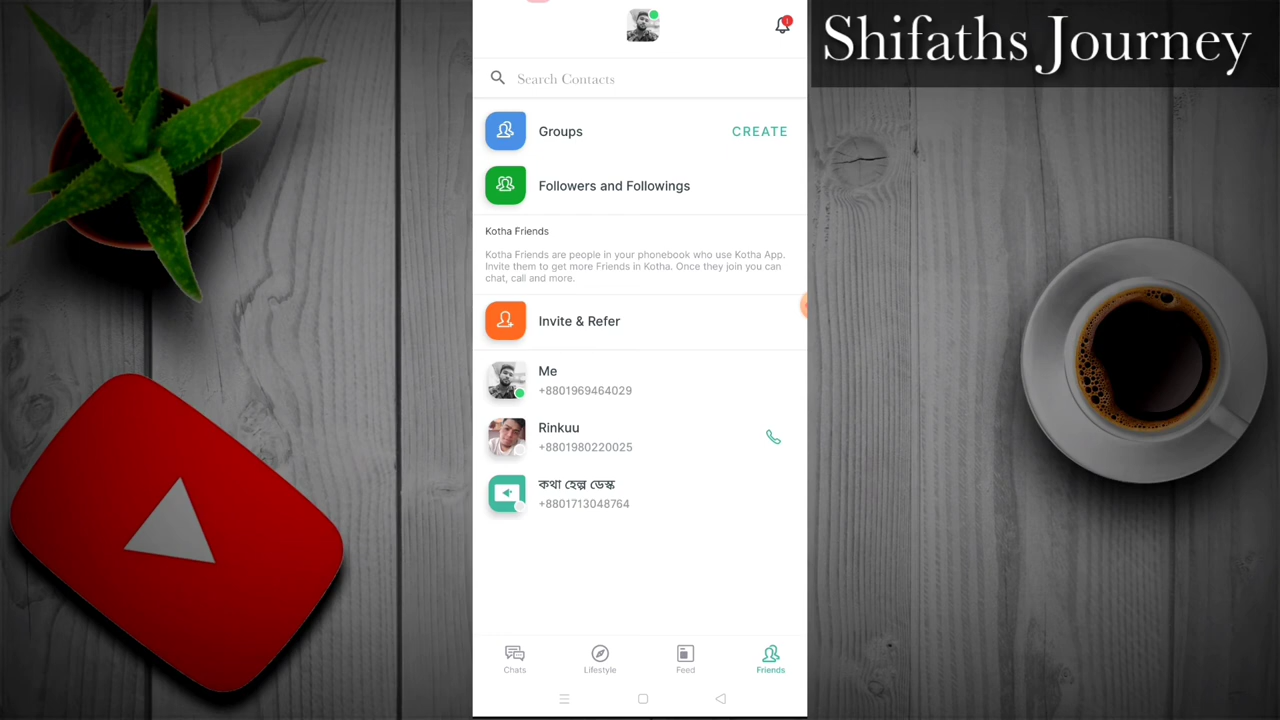 Shifaths Journey
1
Search Contacts
Groups
CREATE
Followers and Followings
Kotha Friends
Kotha Friends are people in your phonebook who use Kotha App.
Invite them to get more Friends in Kotha. Once they join you can
chat, call and more.
Invite & Refer
Me
+8801969464029
Rinkuu
+8801980220025
কথা হেল্প ডেস্ক
+8801713048764
Chats
Lifestyle
Feed
Friends